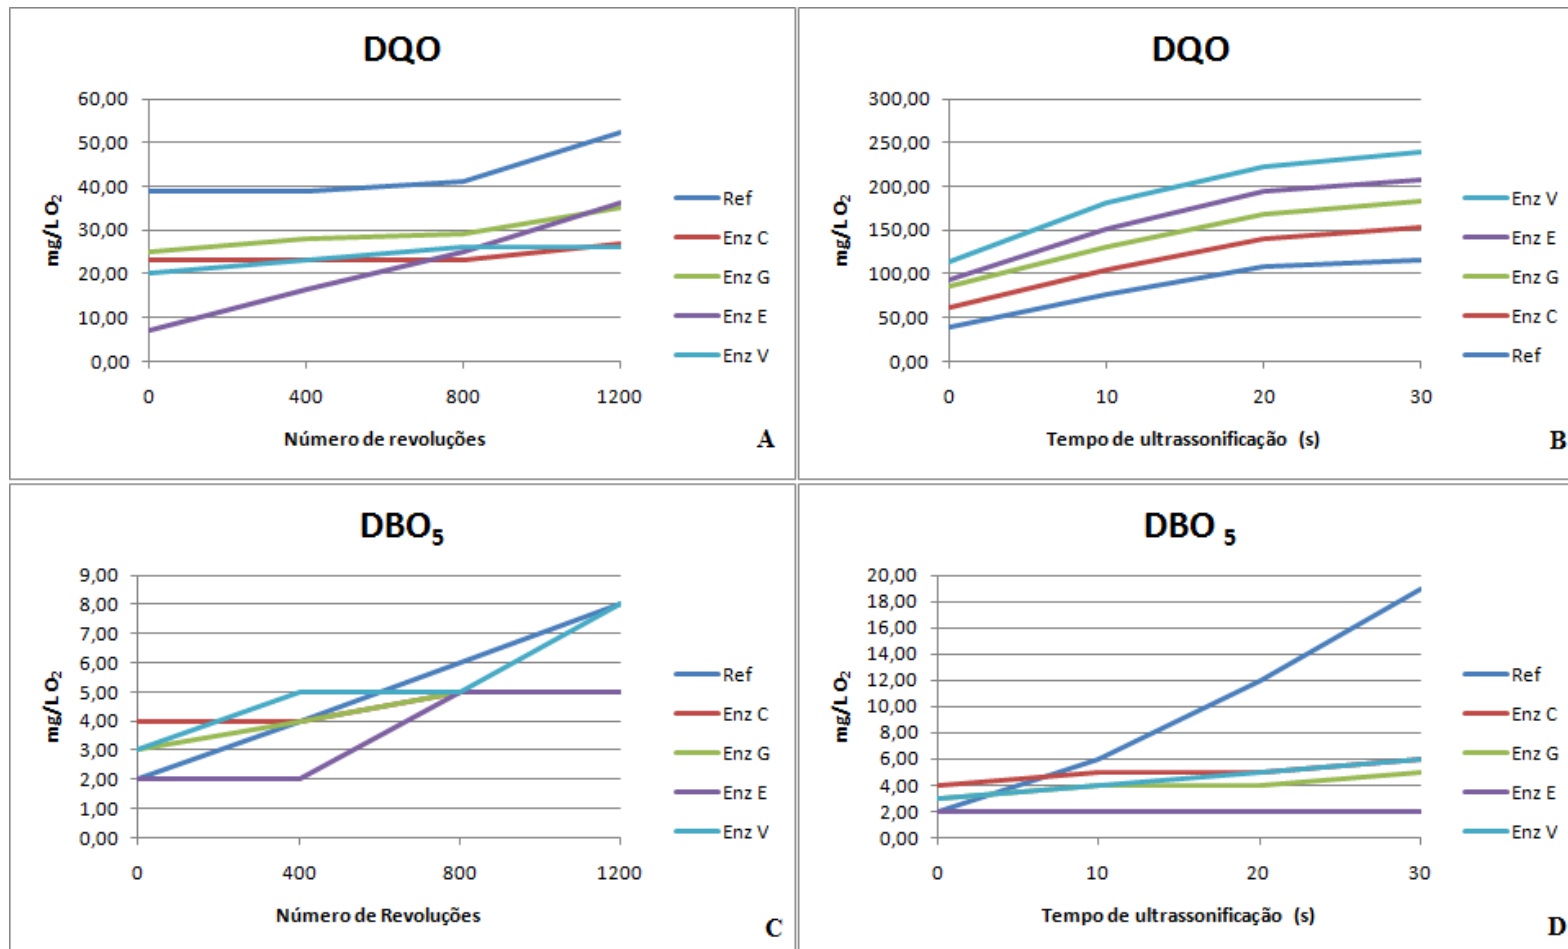 DQO
60,00
50,00
40,00
30,00
20,00
10,00
0,00
mg/L O₂
0 400 800 1200
Número de revoluções
Ref
Enz C
Enz G
Enz E
Enz V
A
DQO
300,00
250,00
200,00
150,00
100,00
50,00
0,00
mg/L O₂
0 10 20 30
Tempo de ultrassonificação (s)
Enz V
Enz E
Enz G
Enz C
Ref
B
DBO₅
9,00
8,00
7,00
6,00
5,00
4,00
3,00
2,00
1,00
0,00
mg/L O₂
0 400 800 1200
Número de Revoluções
Ref
Enz C
Enz G
Enz E
Enz V
C
DBO ₅
20,00
18,00
16,00
14,00
12,00
10,00
8,00
6,00
4,00
2,00
0,00
mg/L O₂
0 10 20 30
Tempo de ultrassonificação (s)
Ref
Enz C
Enz G
Enz E
Enz V
D